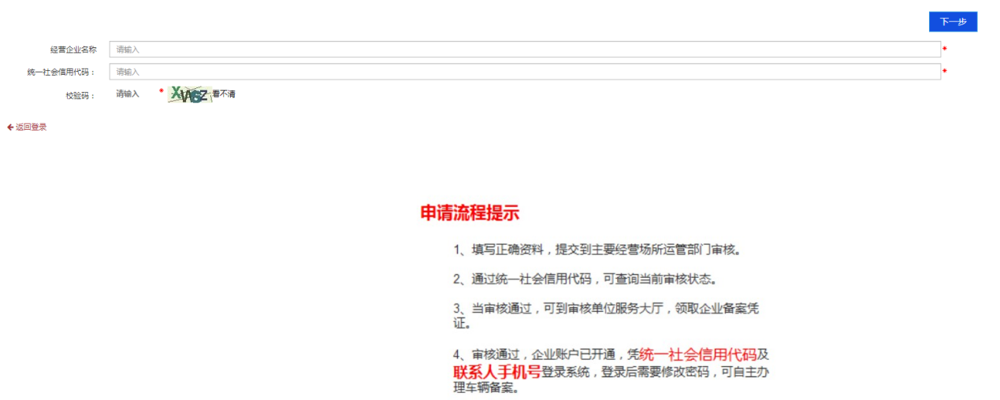 下一步
经营企业名称 请输入 *
统一社会信用代码： 请输入 *
校验码： 请输入 * 看不清
返回登录
申请流程提示
1、填写正确资料，提交到主要经营场所运管部门审核。
2、通过统一社会信用代码，可查询当前审核状态。
3、当审核通过，可到审核单位服务大厅，领取企业备案凭
证。
4、审核通过，企业账户已开通，凭统一社会信用代码及
联系人手机号登录系统，登录后需要修改密码，可自主办
理车辆备案。